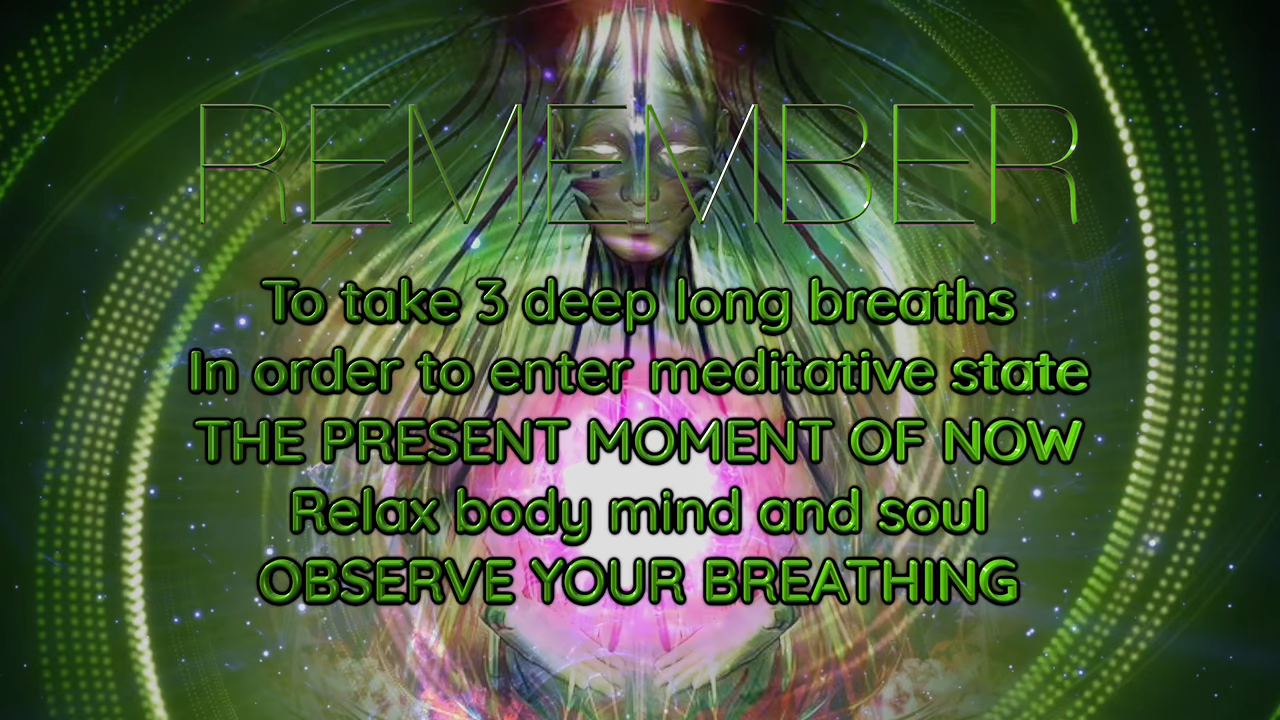 REMEMBER
To take 3 deep long breaths
In order to enter meditative state
THE PRESENT MOMENT OF NOW
Relax body mind and soul
OBSERVE YOUR BREATHING